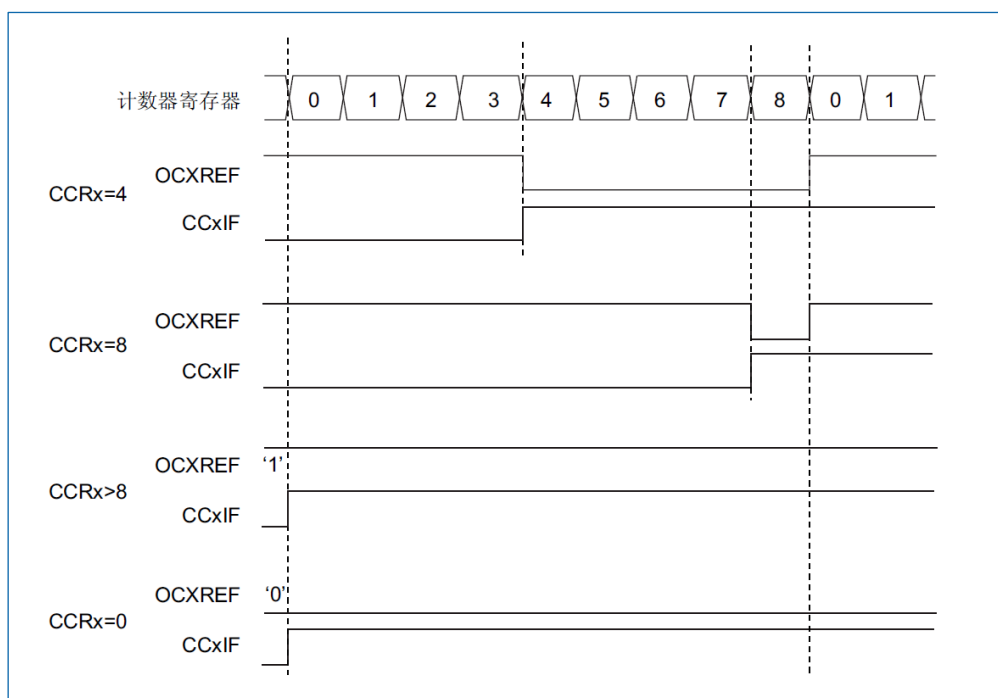 计数器寄存器 0 1 2 3 4 5 6 7 8 0 1
OCXREF
CCRx=4
CCxIF
OCXREF
CCRx=8
CCxIF
OCXREF ‘1’
CCRx>8
CCxIF
OCXREF ‘0’
CCRx=0
CCxIF